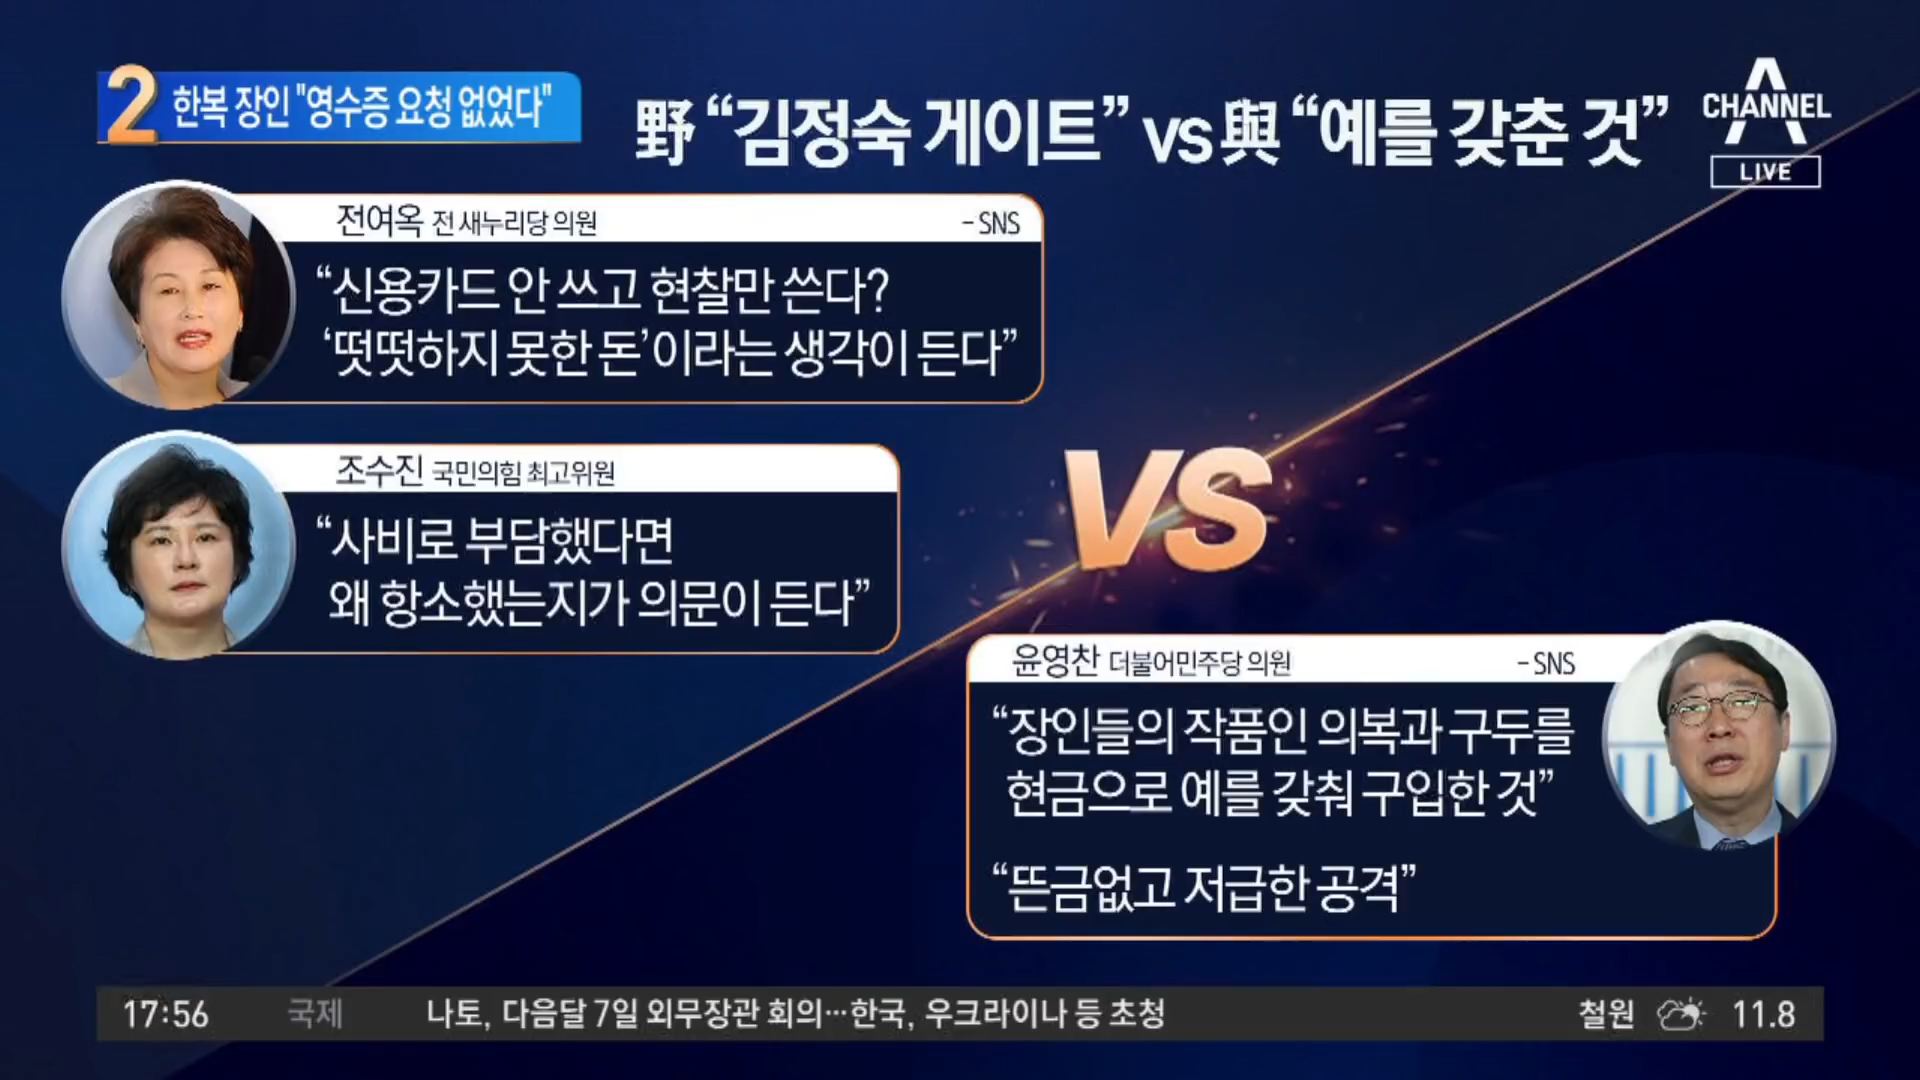 2 한복 장인 "영수증 요청 없었다"
野 “김정숙 게이트” vs 與 “예를 갖춘 것”
CHANNEL A
LIVE
전여옥 전 새누리당 의원 - SNS
“신용카드 안 쓰고 현찰만 쓴다?
‘떳떳하지 못한 돈’이라는 생각이 든다”
조수진 국민의힘 최고위원
“사비로 부담했다면
왜 항소했는지가 의문이 든다”
VS
윤영찬 더불어민주당 의원 - SNS
“장인들의 작품인 의복과 구두를
현금으로 예를 갖춰 구입한 것”
“뜬금없고 저급한 공격”
17:56 국제 나토, 다음달 7일 외무장관 회의…한국, 우크라이나 등 초청 철원 11.8